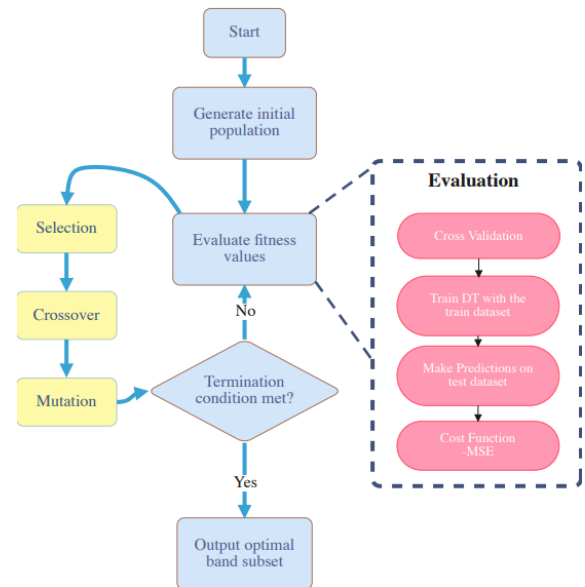 Start
Generate initial
population
Evaluate fitness
values
Selection
Crossover
Mutation
No
Termination
condition met?
Yes
Output optimal
band subset
Evaluation
Cross Validation
Train DT with the
train dataset
Make Predictions on
test dataset
Cost Function
-MSE